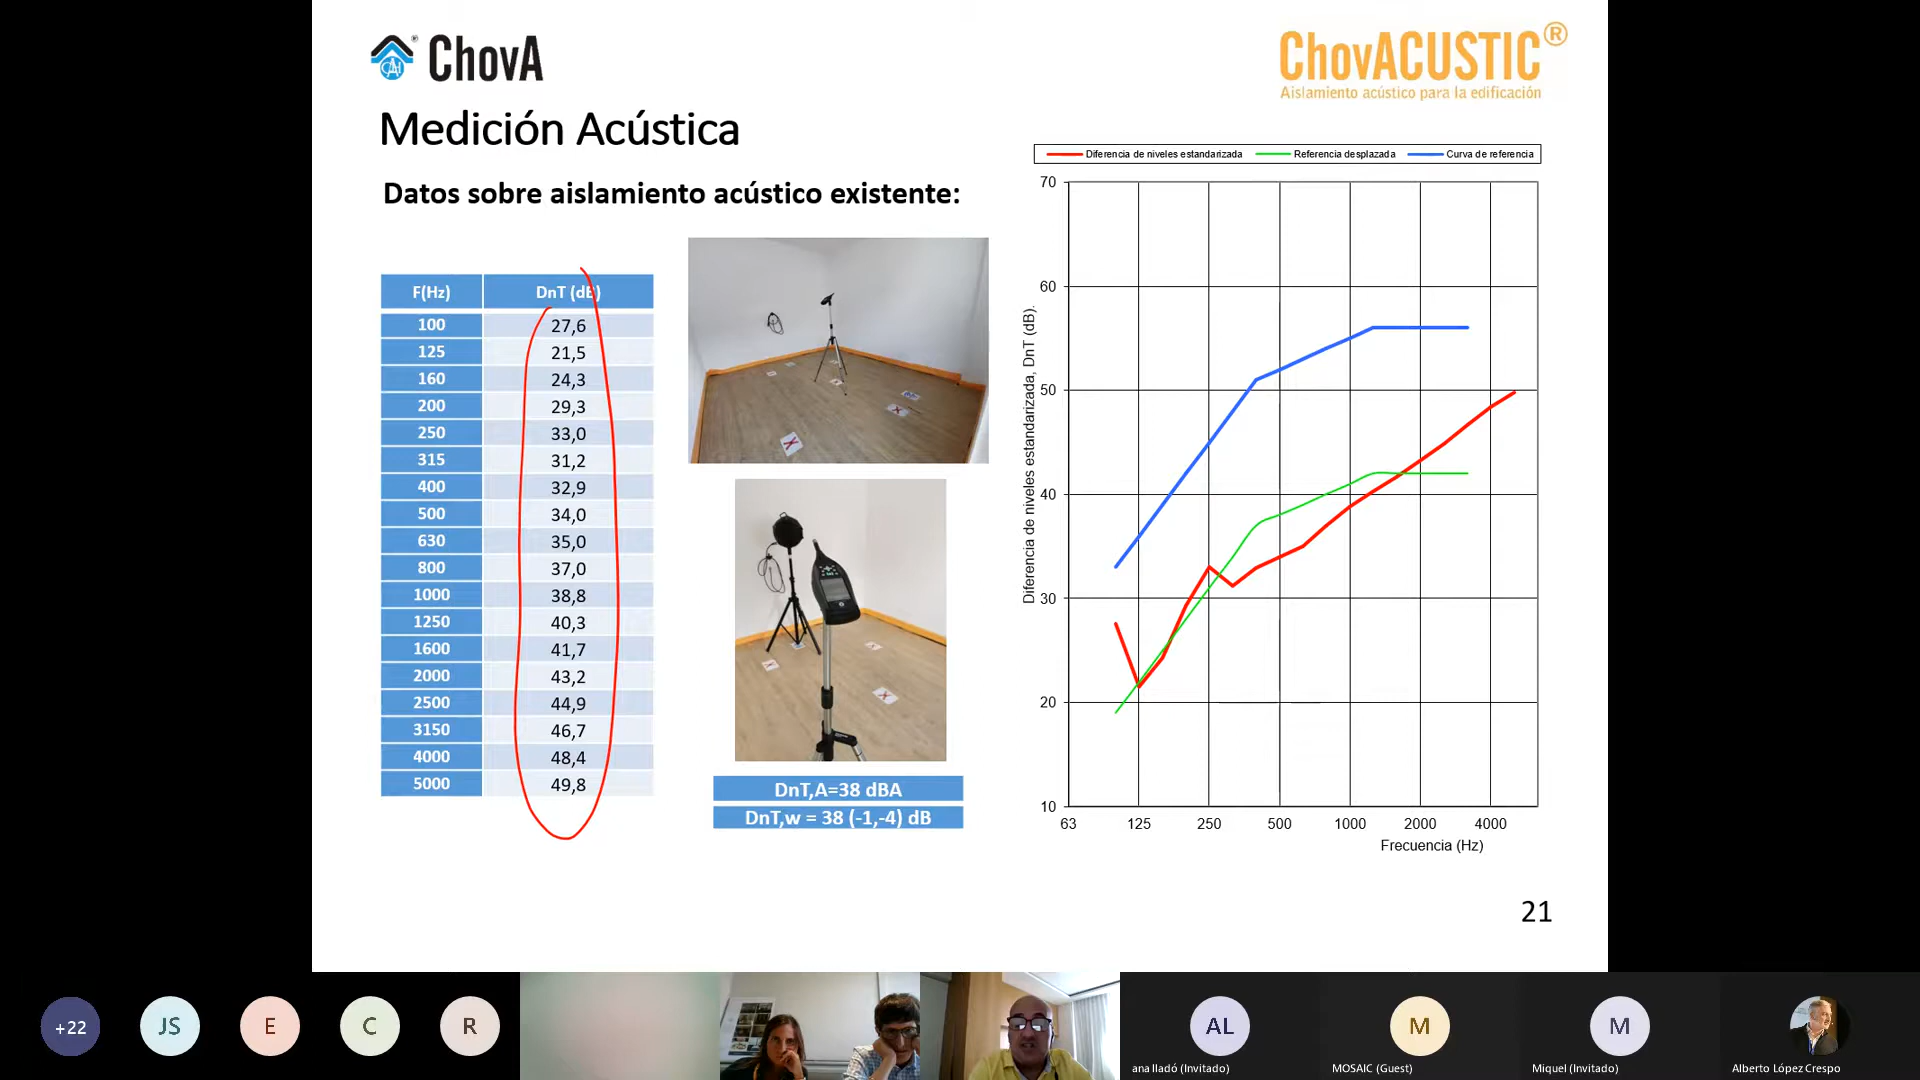 ChovA
ChovACUSTIC®
Aislamiento acústico para la edificación
Medición Acústica
Datos sobre aislamiento acústico existente:
F(Hz) DnT (dB)
100 27,6
125 21,5
160 24,3
200 29,3
250 33,0
315 31,2
400 32,9
500 34,0
630 35,0
800 37,0
1000 38,8
1250 40,3
1600 41,7
2000 43,2
2500 44,9
3150 46,7
4000 48,4
5000 49,8
DnT,A=38 dBA
DnT,w = 38 (-1,-4) dB
Diferencia de niveles estandarizada Referencia desplazada Curva de referencia
Diferencia de niveles estandarizada, DnT (dB).
70
60
50
40
30
20
10
63 125 250 500 1000 2000 4000
Frecuencia (Hz)
21
+22 JS E C R AL M M
ana lladó (Invitado) MOSAIC (Guest) Miquel (Invitado) Alberto López Crespo